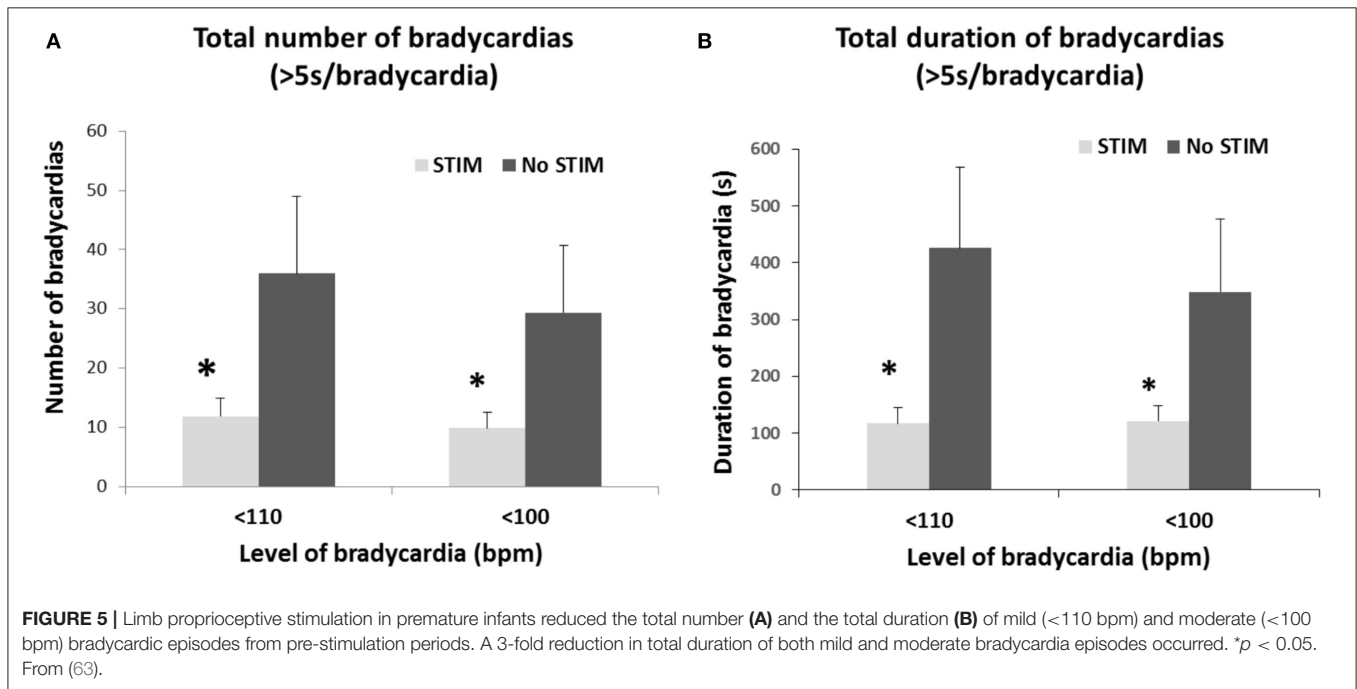 A
Total number of bradycardias
(>5s/bradycardia)
STIM
No STIM
Number of bradycardias
60
50
40
30
20
10
0
*
*
<110
<100
Level of bradycardia (bpm)
B
Total duration of bradycardias
(>5s/bradycardia)
STIM
No STIM
Duration of bradycardia (s)
600
500
400
300
200
100
0
*
*
<110
<100
Level of bradycardia (bpm)
FIGURE 5 | Limb proprioceptive stimulation in premature infants reduced the total number (A) and the total duration (B) of mild (<110 bpm) and moderate (<100
bpm) bradycardic episodes from pre-stimulation periods. A 3-fold reduction in total duration of both mild and moderate bradycardia episodes occurred. *p < 0.05.
From (63).